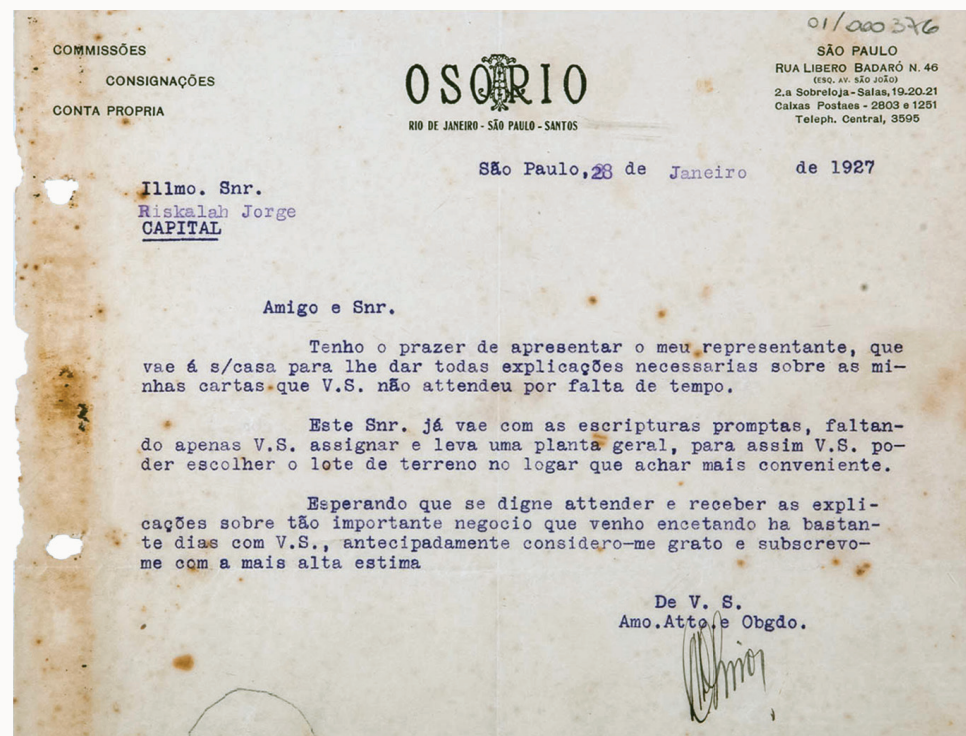 01/000376
COMMISSÕES
CONSIGNAÇÕES
CONTA PROPRIA
OSORIO
RIO DE JANEIRO - SÃO PAULO - SANTOS
SÃO PAULO
RUA LIBERO BADARÓ N. 46
(ESQ. AV. SÃO JOÃO)
2.a Sobreloja-Salas, 19-20-21
Caixas Postaes - 2803 e 1251
Teleph. Central, 3595
São Paulo, 28 de Janeiro de 1927
Illmo. Snr.
Riskalah Jorge
CAPITAL
Amigo e Snr.
Tenho o prazer de apresentar o meu representante, que
vae á s/casa para lhe dar todas explicações necessarias sobre as mi-
nhas cartas que V.S. não attendeu por falta de tempo.
Este Snr. já vae com as escripturas promptas, faltan-
do apenas V.S. assignar e leva uma planta geral, para assim V.S. po-
der escolher o lote de terreno no logar que achar mais conveniente.
Esperando que se digne attender e receber as expli-
cações sobre tão importante negocio que venho encetando ha bastan-
te dias com V.S., antecipadamente considero-me grato e subscrevo-
me com a mais alta estima
De V. S.
Amo.Atto.e Obgdo.